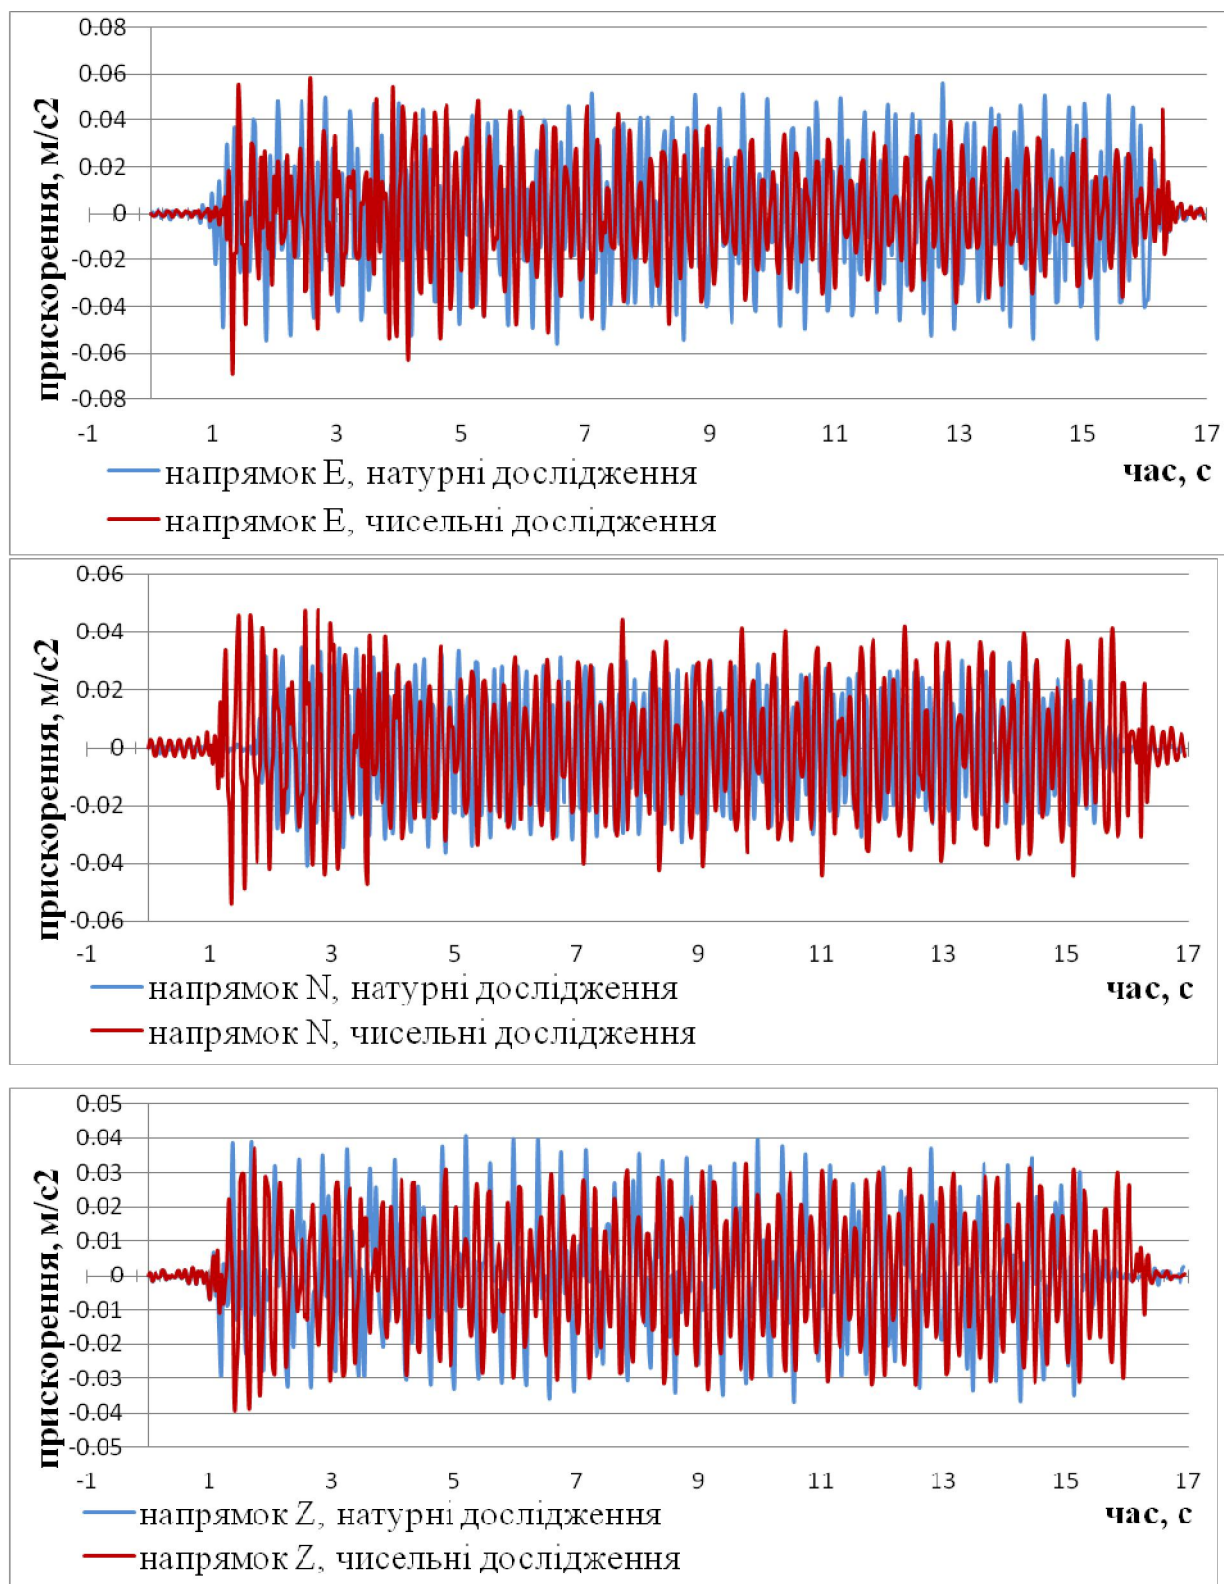 0.08
0.06
0.04
0.02
0
-0.02
-0.04
-0.06
-0.08
прискорення, м/с2
-1 1 3 5 7 9 11 13 15 17
напрямок E, натурні дослідження
час, с
напрямок E, чисельні дослідження
0.06
0.04
0.02
0
-0.02
-0.04
-0.06
прискорення, м/с2
-1 1 3 5 7 9 11 13 15 17
напрямок N, натурні дослідження
час, с
напрямок N, чисельні дослідження
0.05
0.04
0.03
0.02
0.01
0
-0.01
-0.02
-0.03
-0.04
-0.05
прискорення, м/с2
-1 1 3 5 7 9 11 13 15 17
напрямок Z, натурні дослідження
час, с
напрямок Z, чисельні дослідження